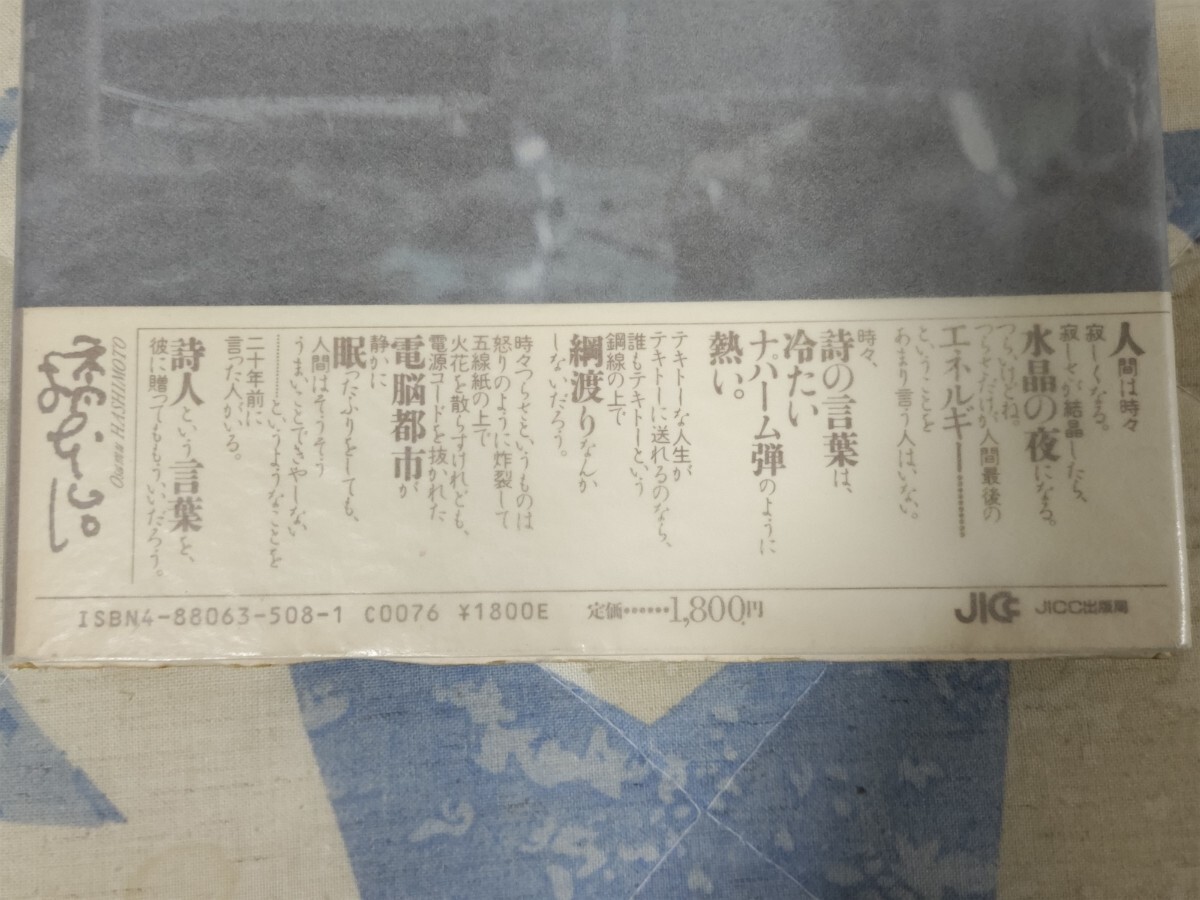 人間は時々
寂しくなる。
寂しさが結晶したら、
水晶の夜になる。
つらいけどね。
つらさだけが人間最後の
エネルギー…………
ということを
あまり言う人は、いない。
時々、
詩の言葉は、
冷たい
ナパーム弾のように
熱い。
テキトーな人生が
テキトーに送れるのなら、
誰もテキトーという
鋼線の上で
綱渡りなんか
しないだろう。
時々つらさというものは
怒りのように炸裂して
五線紙の上で
火花を散らすけれども、
電源コードを抜かれた
電脳都市が
静かに
眠ったふりをしても、
人間はそうそう
うまいことできやしない
…………というようなことを
二十年前に
言った人がいる。
詩人という言葉を、
彼に贈ってももういいだろう。
OTOMO & HAYASHI
ISBN4-88063-508-1 C0076 ¥1800E 定価……1,800円
JICC JICC出版局